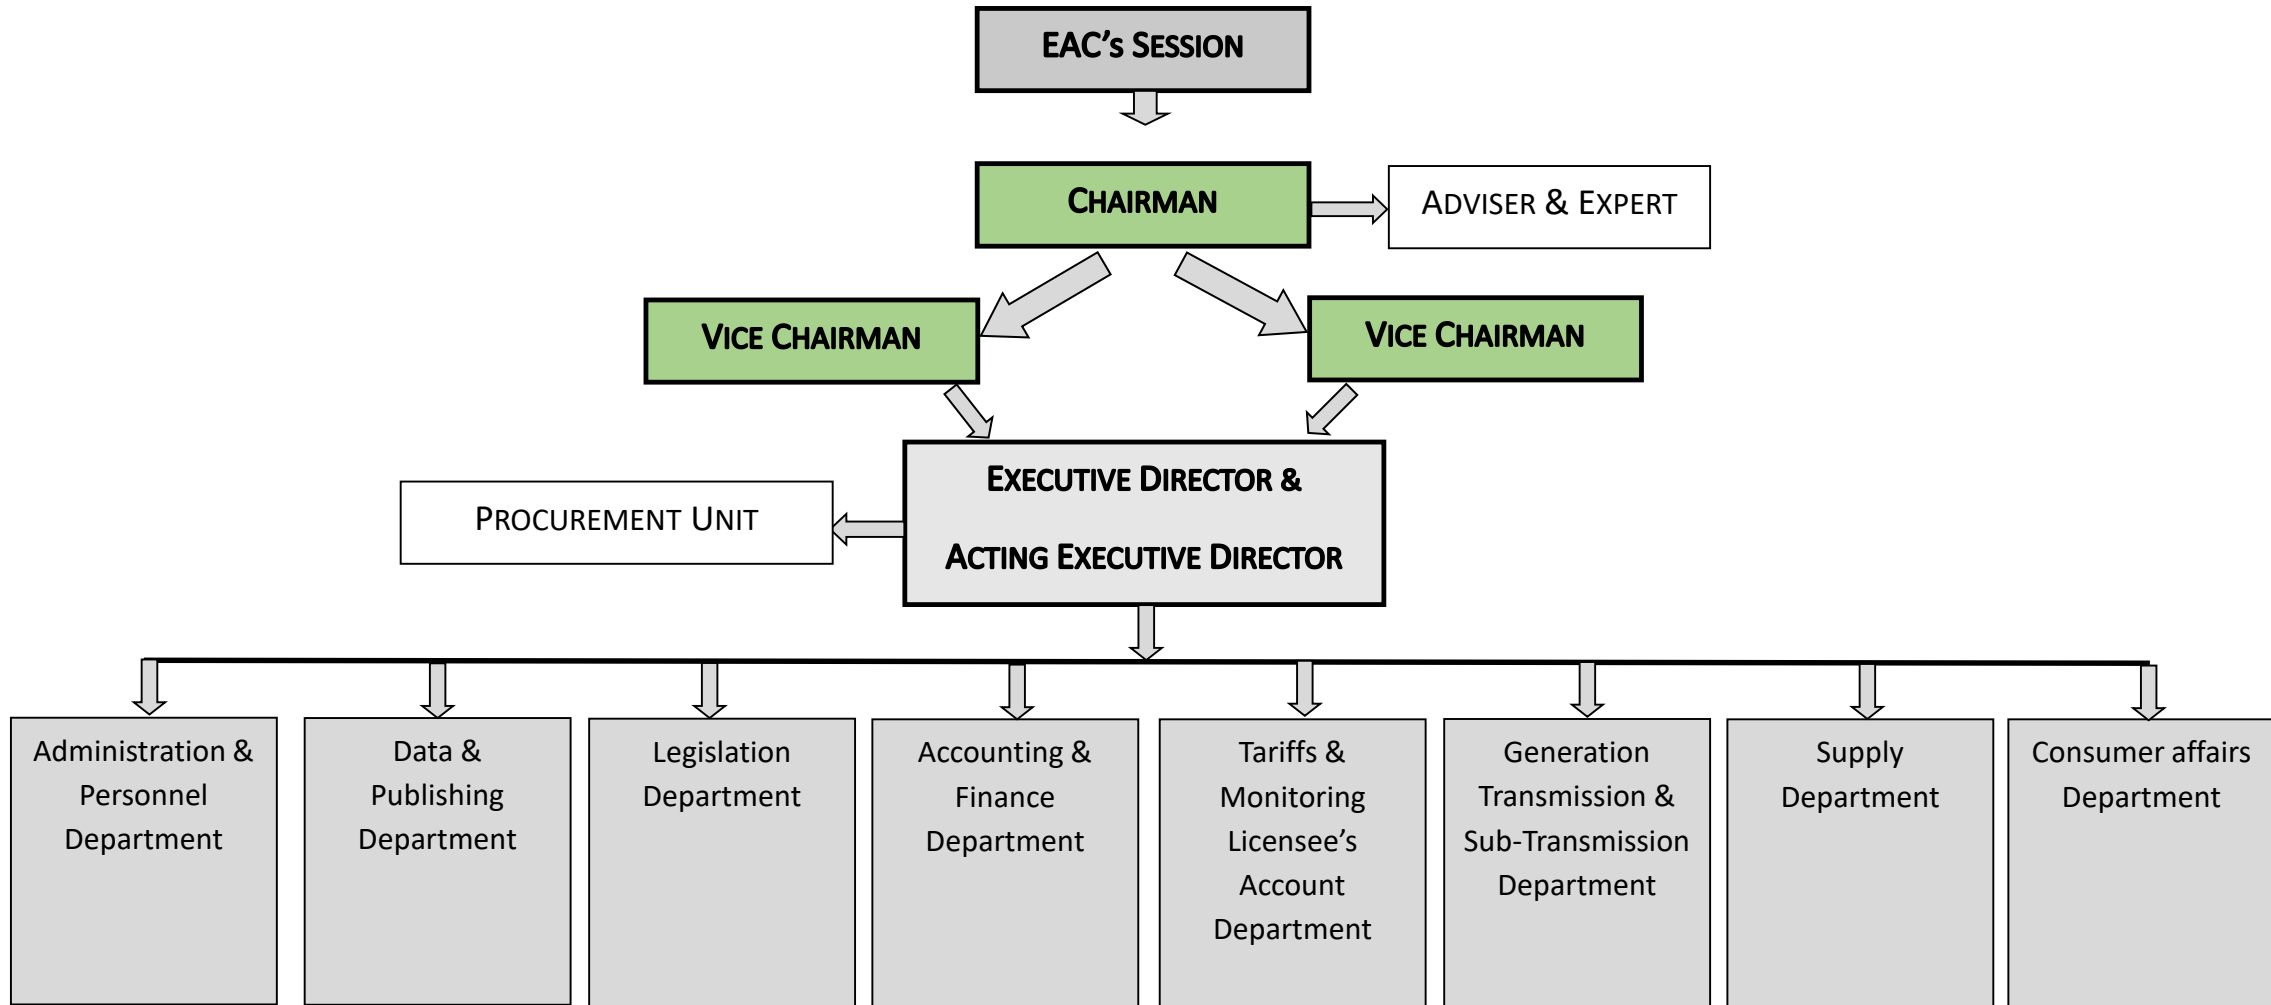 EAC's SESSION
CHAIRMAN
ADVISER & EXPERT
VICE CHAIRMAN
VICE CHAIRMAN
EXECUTIVE DIRECTOR &
ACTING EXECUTIVE DIRECTOR
PROCUREMENT UNIT
Administration &
Personnel
Department
Data &
Publishing
Department
Legislation
Department
Accounting &
Finance
Department
Tariffs &
Monitoring
Licensee’s
Account
Department
Generation
Transmission &
Sub-Transmission
Department
Supply
Department
Consumer affairs
Department